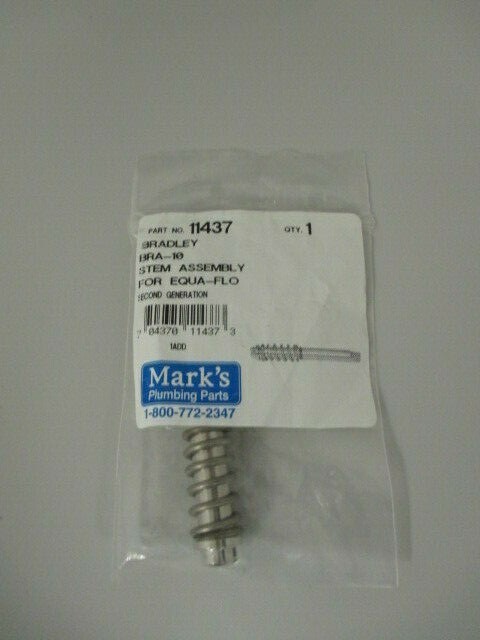 PART NO. 11437 QTY. 1
BRADLEY
BRA-10
STEM ASSEMBLY
FOR EQUA-FLO
SECOND GENERATION
7 04370 11437 3
1ADD
Mark's
Plumbing Parts
1-800-772-2347